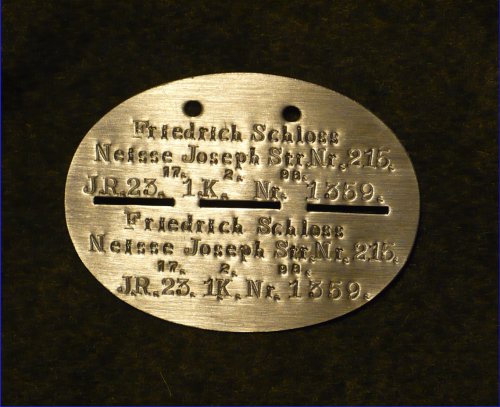 Friedrich Schloss
Neisse Joseph Str. Nr. 215.
17. 2. 99.
J.R.23. 1.K. Nr. 1359.
Friedrich Schloss
Neisse Joseph Str. Nr. 215.
17. 2. 99.
J.R.23. 1K. Nr. 1359.